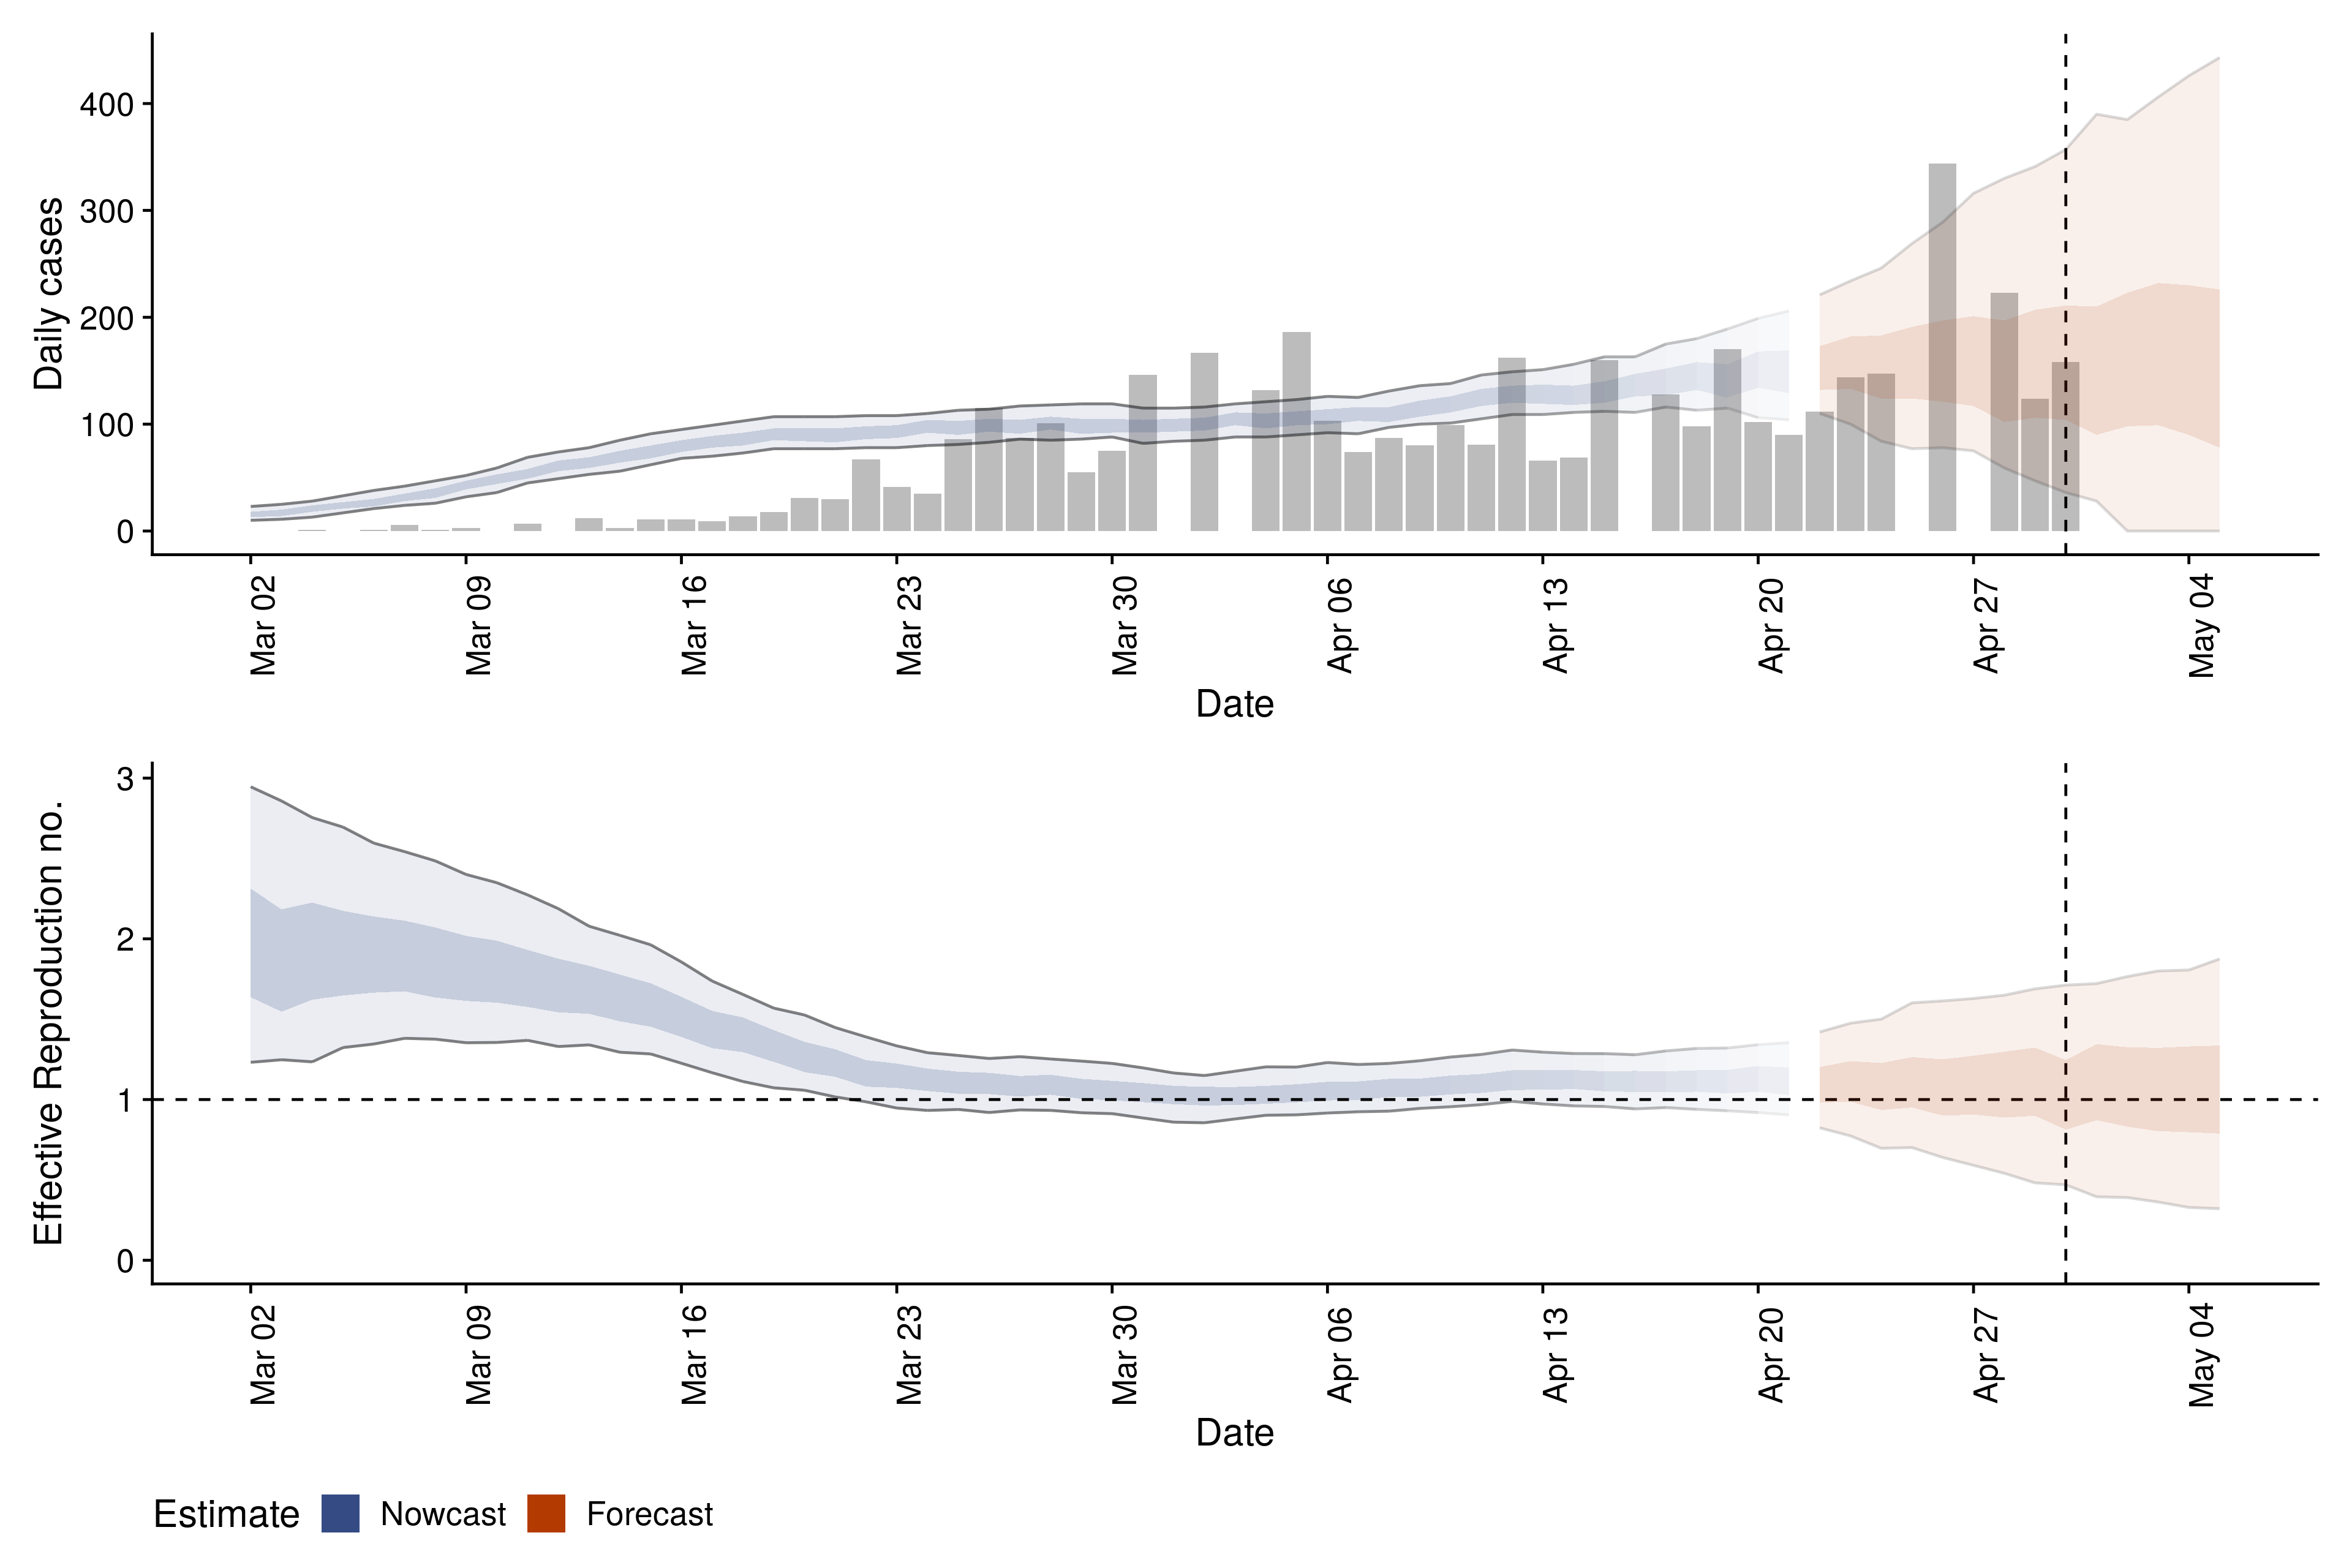 Daily cases
400
300
200
100
0
Mar 02
Mar 09
Mar 16
Mar 23
Mar 30
Apr 06
Apr 13
Apr 20
Apr 27
May 04
Date
Effective Reproduction no.
3
2
1
0
Mar 02
Mar 09
Mar 16
Mar 23
Mar 30
Apr 06
Apr 13
Apr 20
Apr 27
May 04
Date
Estimate Nowcast Forecast